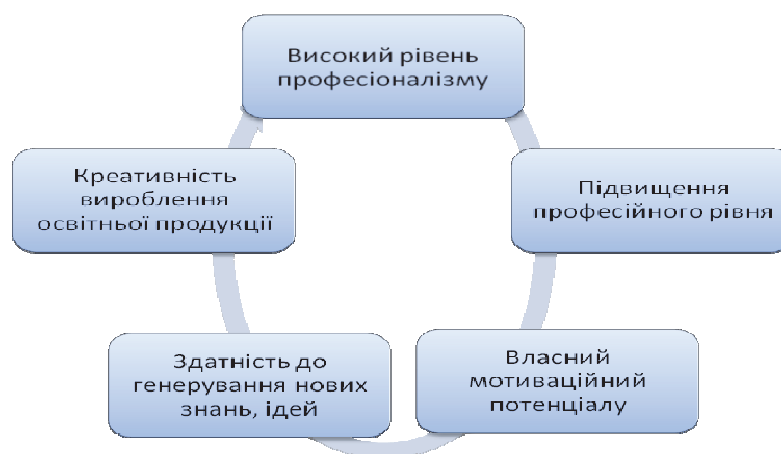 Високий рівень
професіоналізму
Підвищення
професійного рівня
Власний
мотиваційний
потенціалу
Здатність до
генерування нових
знань, ідей
Креативність
вироблення
освітньої продукції